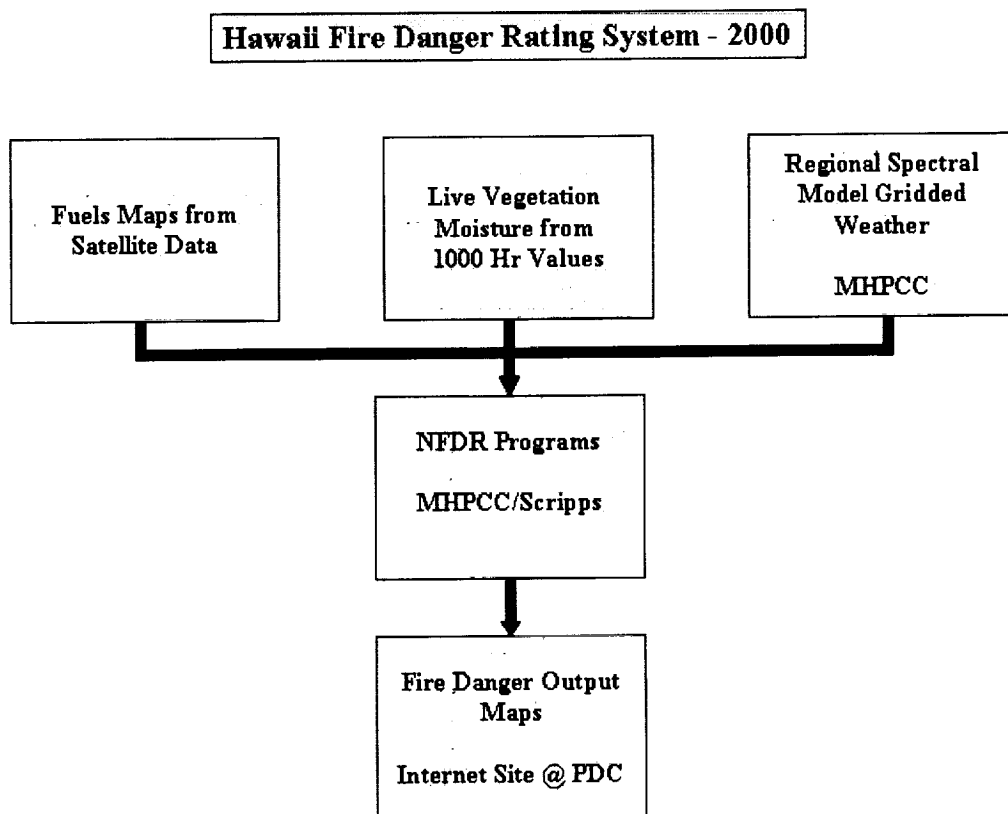 Hawaii Fire Danger Rating System - 2000
Fuels Maps from
Satellite Data
Live Vegetation
Moisture from
1000 Hr Values
Regional Spectral
Model Gridded
Weather
MHPCC
NFDR Programs
MHPCC/Scripps
Fire Danger Output
Maps
Internet Site @ PDC